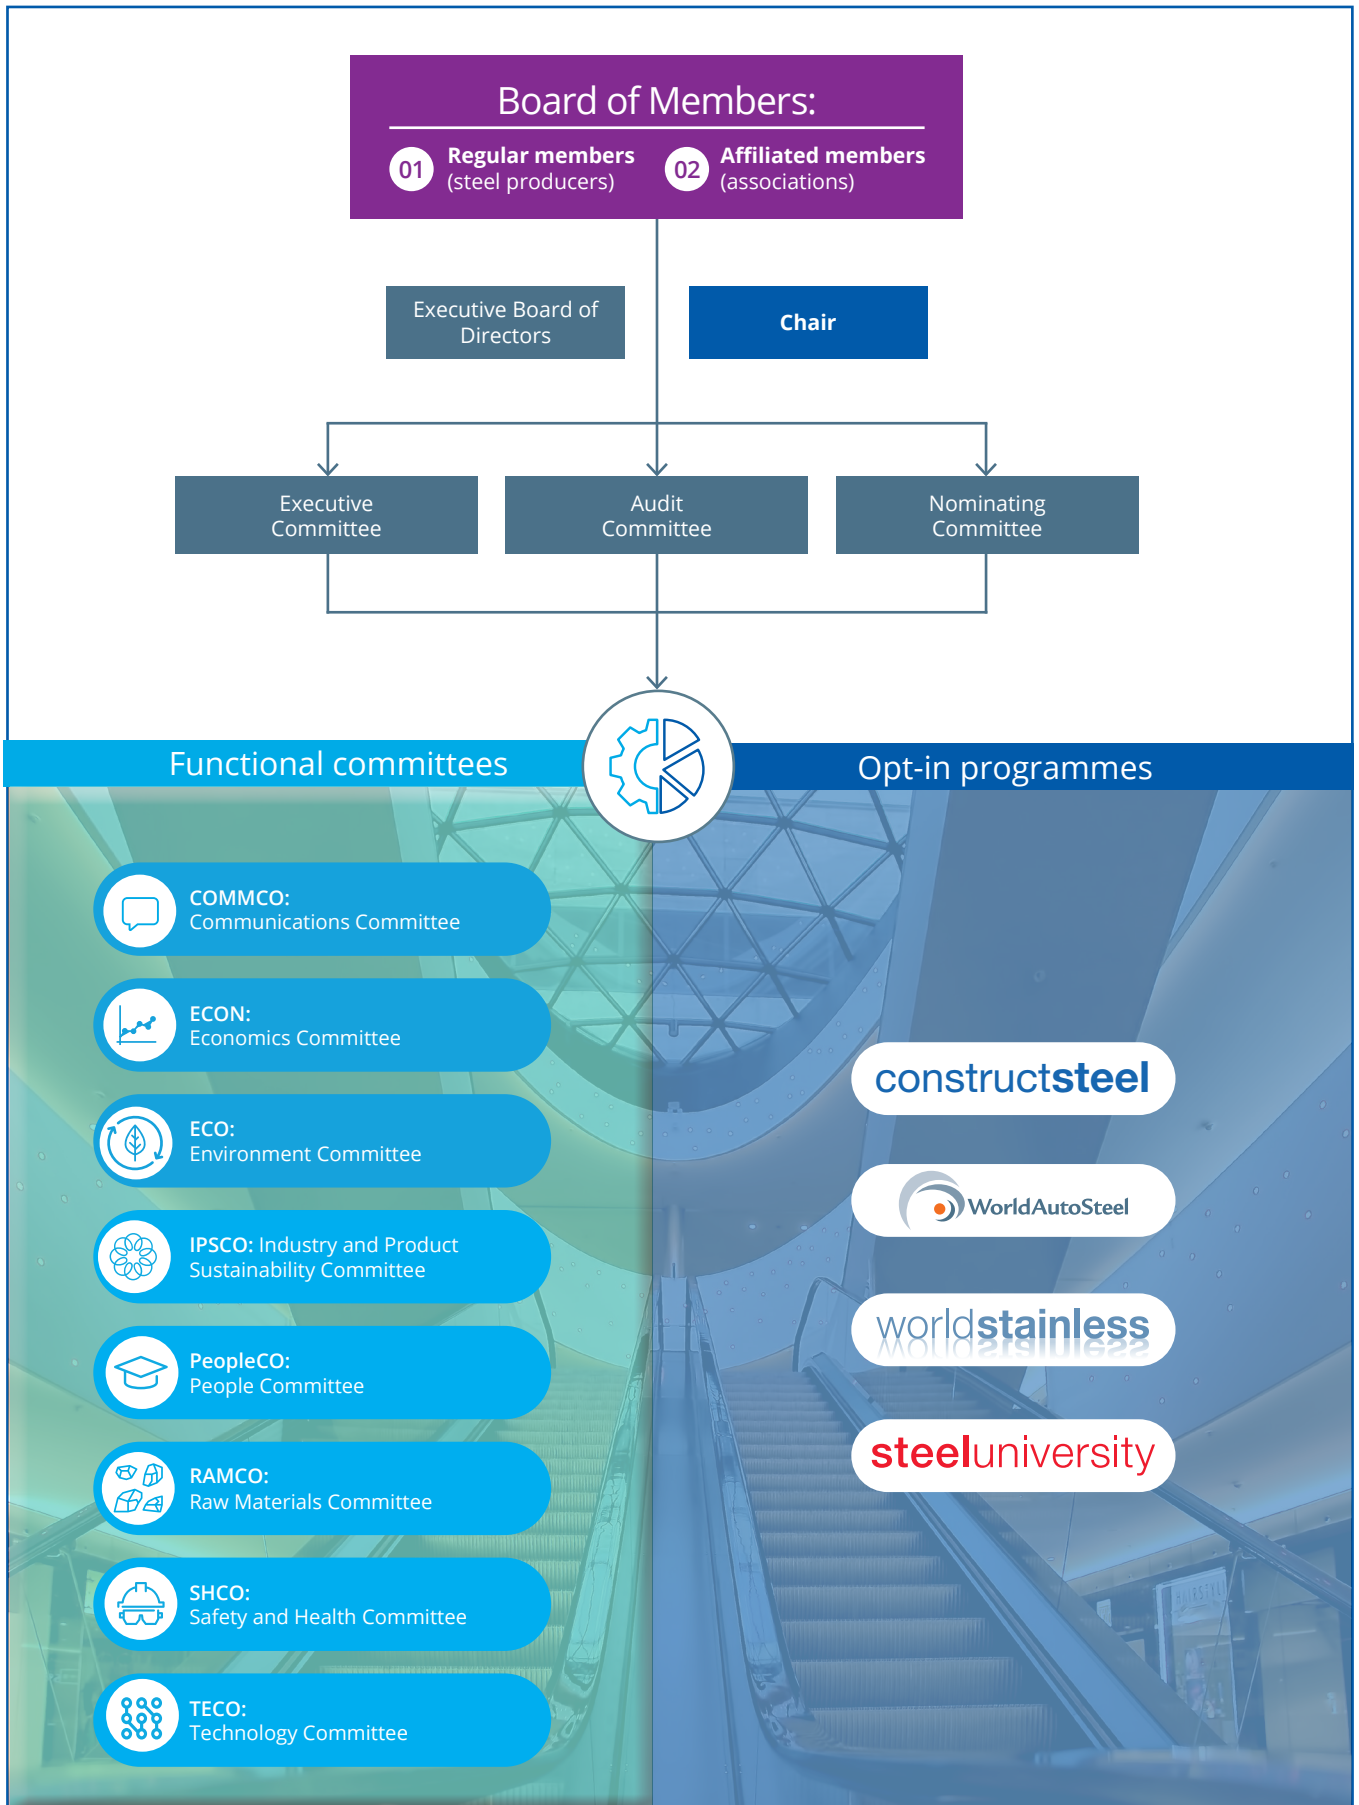 Board of Members:
01 Regular members
(steel producers)
02 Affiliated members
(associations)
Executive Board of
Directors
Chair
Executive
Committee
Audit
Committee
Nominating
Committee
Functional committees
Opt-in programmes
COMMCO:
Communications Committee
ECON:
Economics Committee
ECO:
Environment Committee
IPSCO: Industry and Product
Sustainability Committee
PeopleCO:
People Committee
RAMCO:
Raw Materials Committee
SHCO:
Safety and Health Committee
TECO:
Technology Committee
constructsteel
WorldAutoSteel
worldstainless
steeluniversity